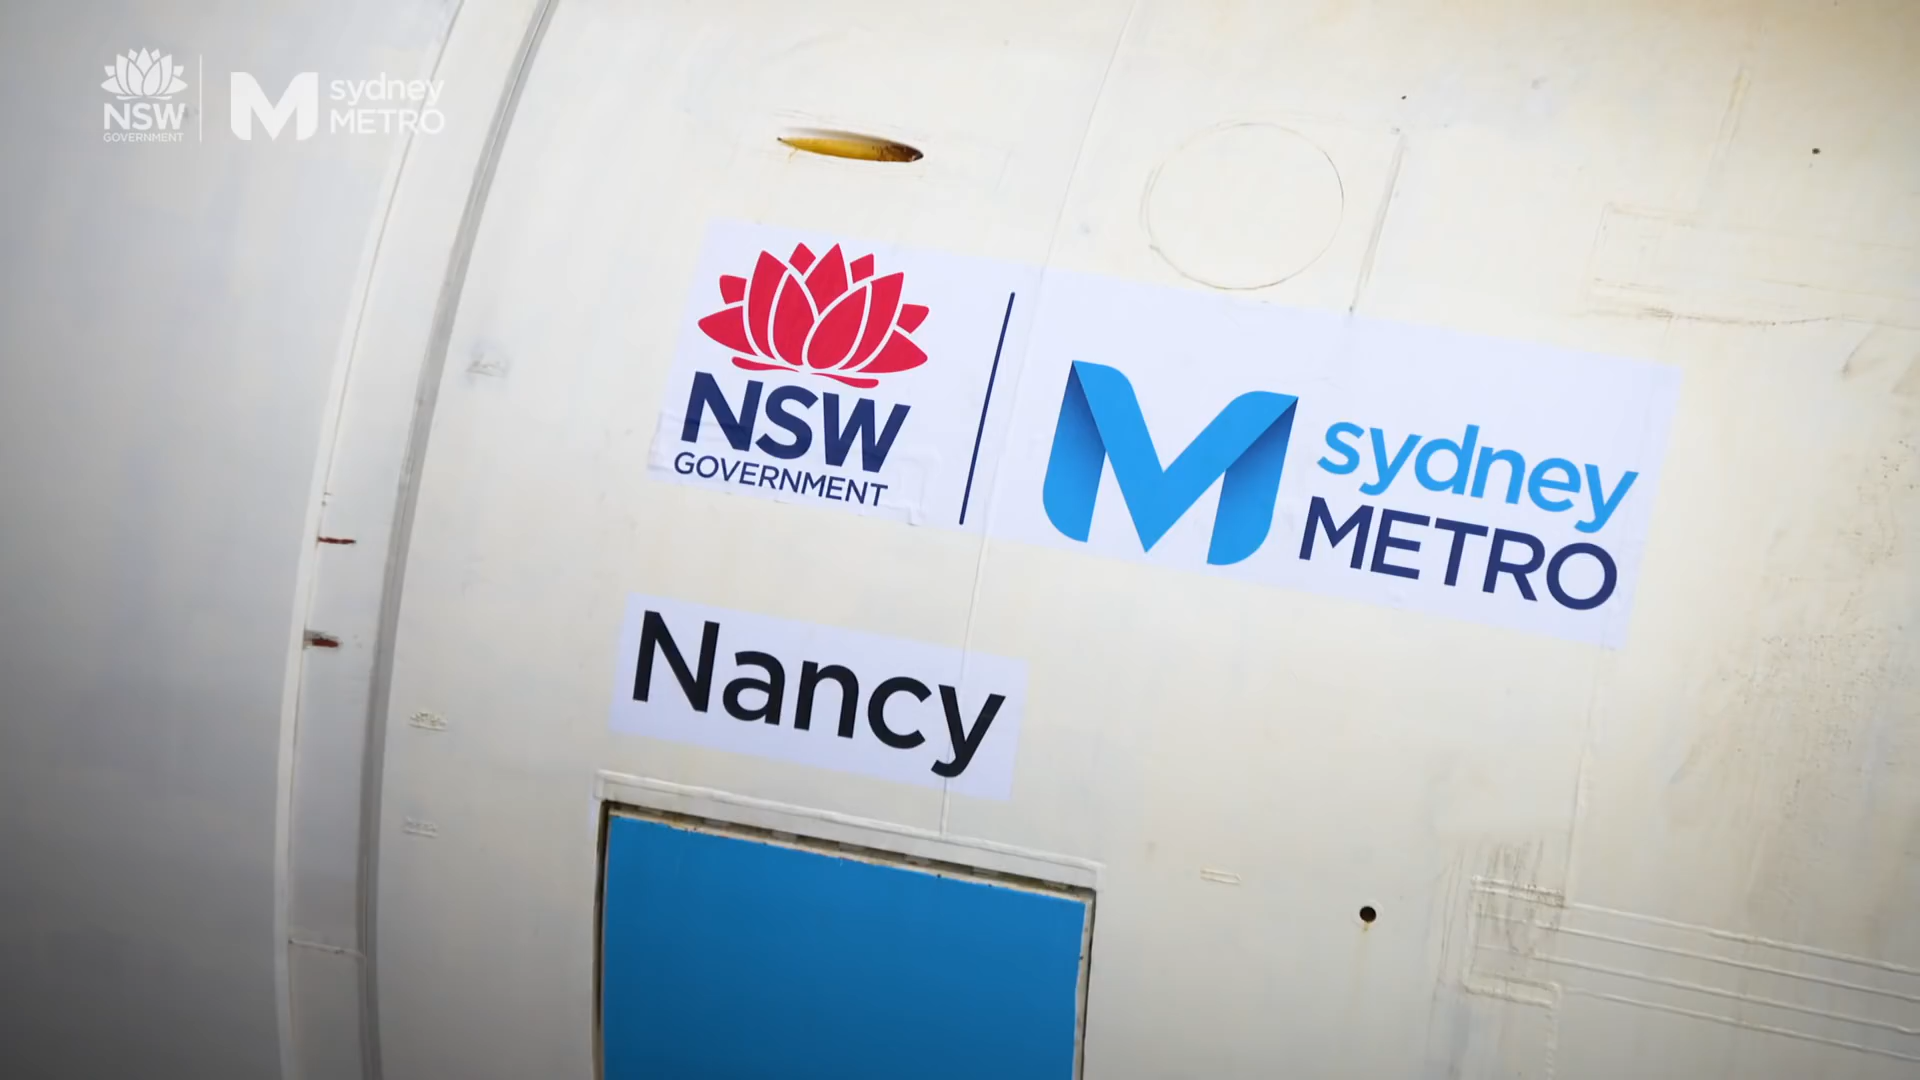 NSW
GOVERNMENT
sydney
METRO
NSW
GOVERNMENT
sydney
METRO
Nancy